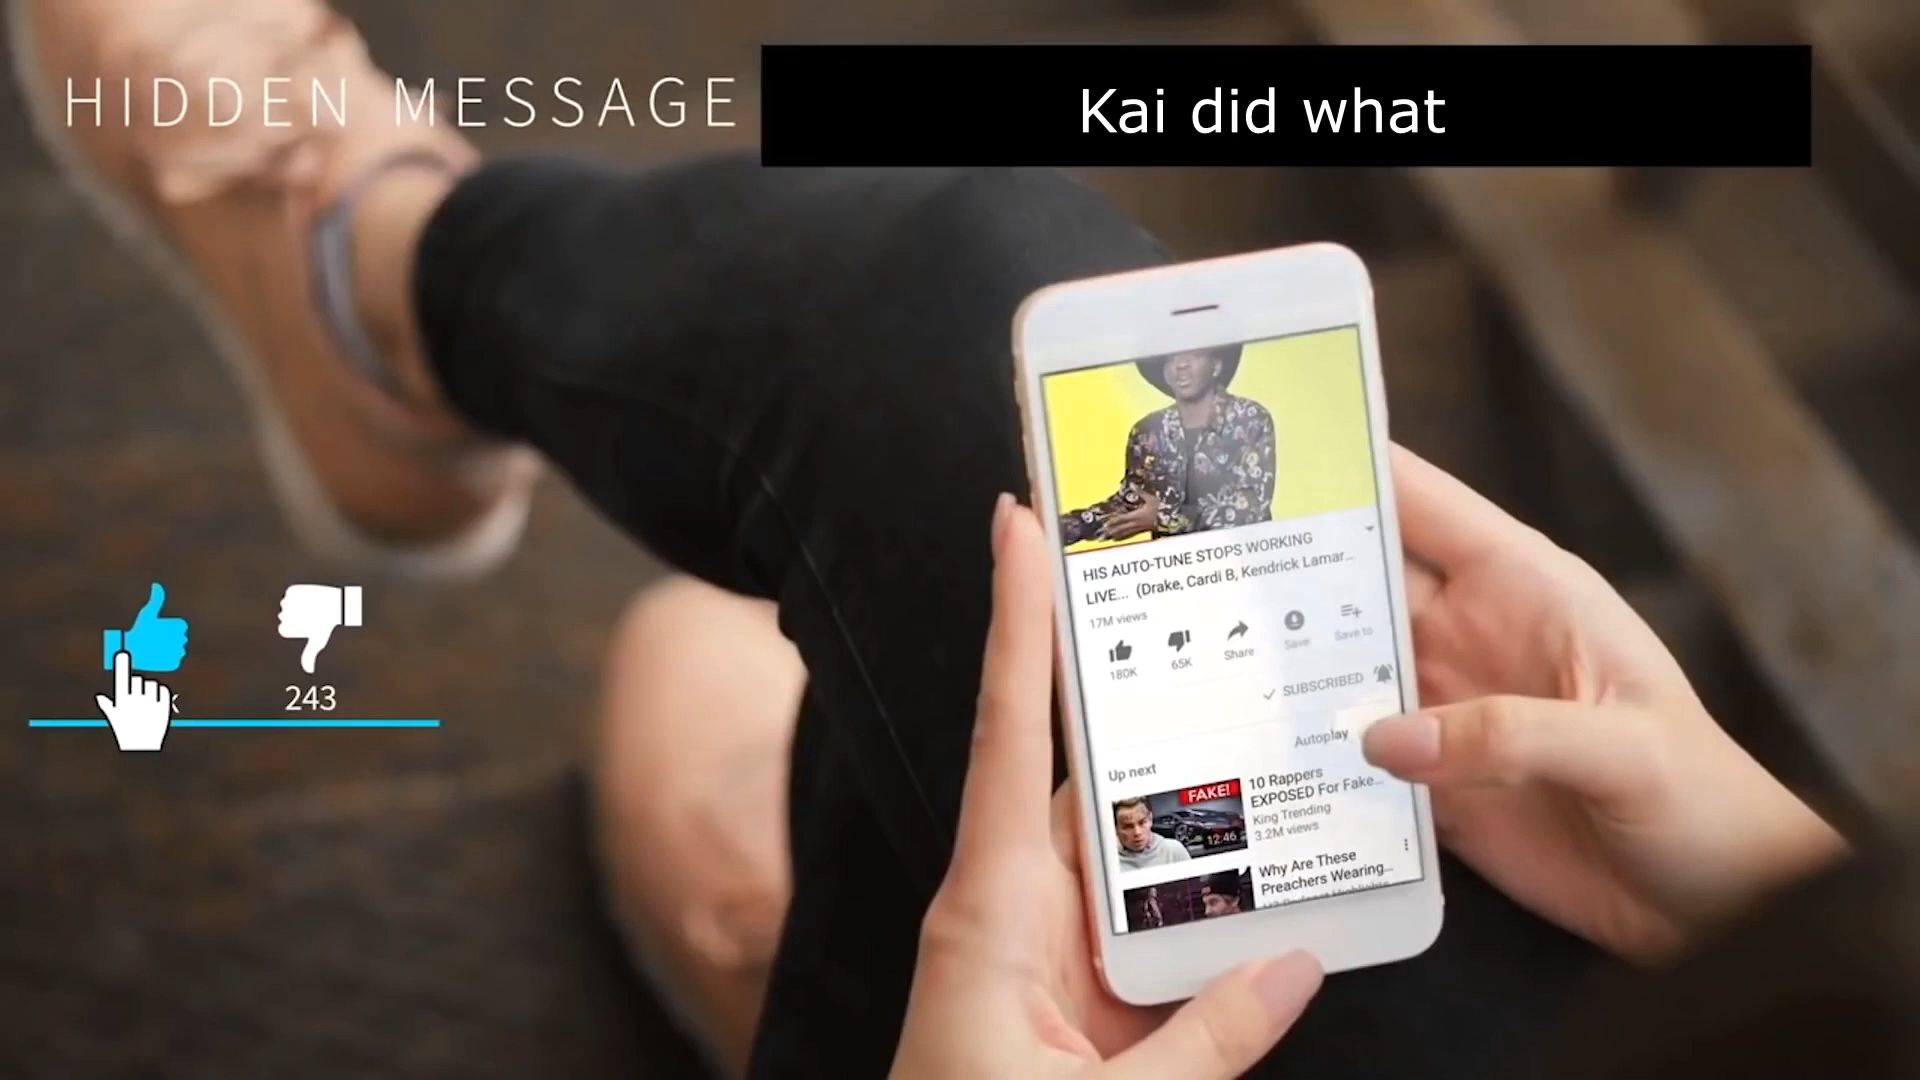 HIDDEN MESSAGE
Kai did what
HIS AUTO-TUNE STOPS WORKING
LIVE... (Drake, Cardi B, Kendrick Lamar...
17M views
180K
65K
Share
Save
Save to
SUBSCRIBED
243
Autoplay
Up next
FAKE!
12:46
10 Rappers
EXPOSED For Fake...
King Trending
3.2M views
Why Are These
Preachers Wearing...